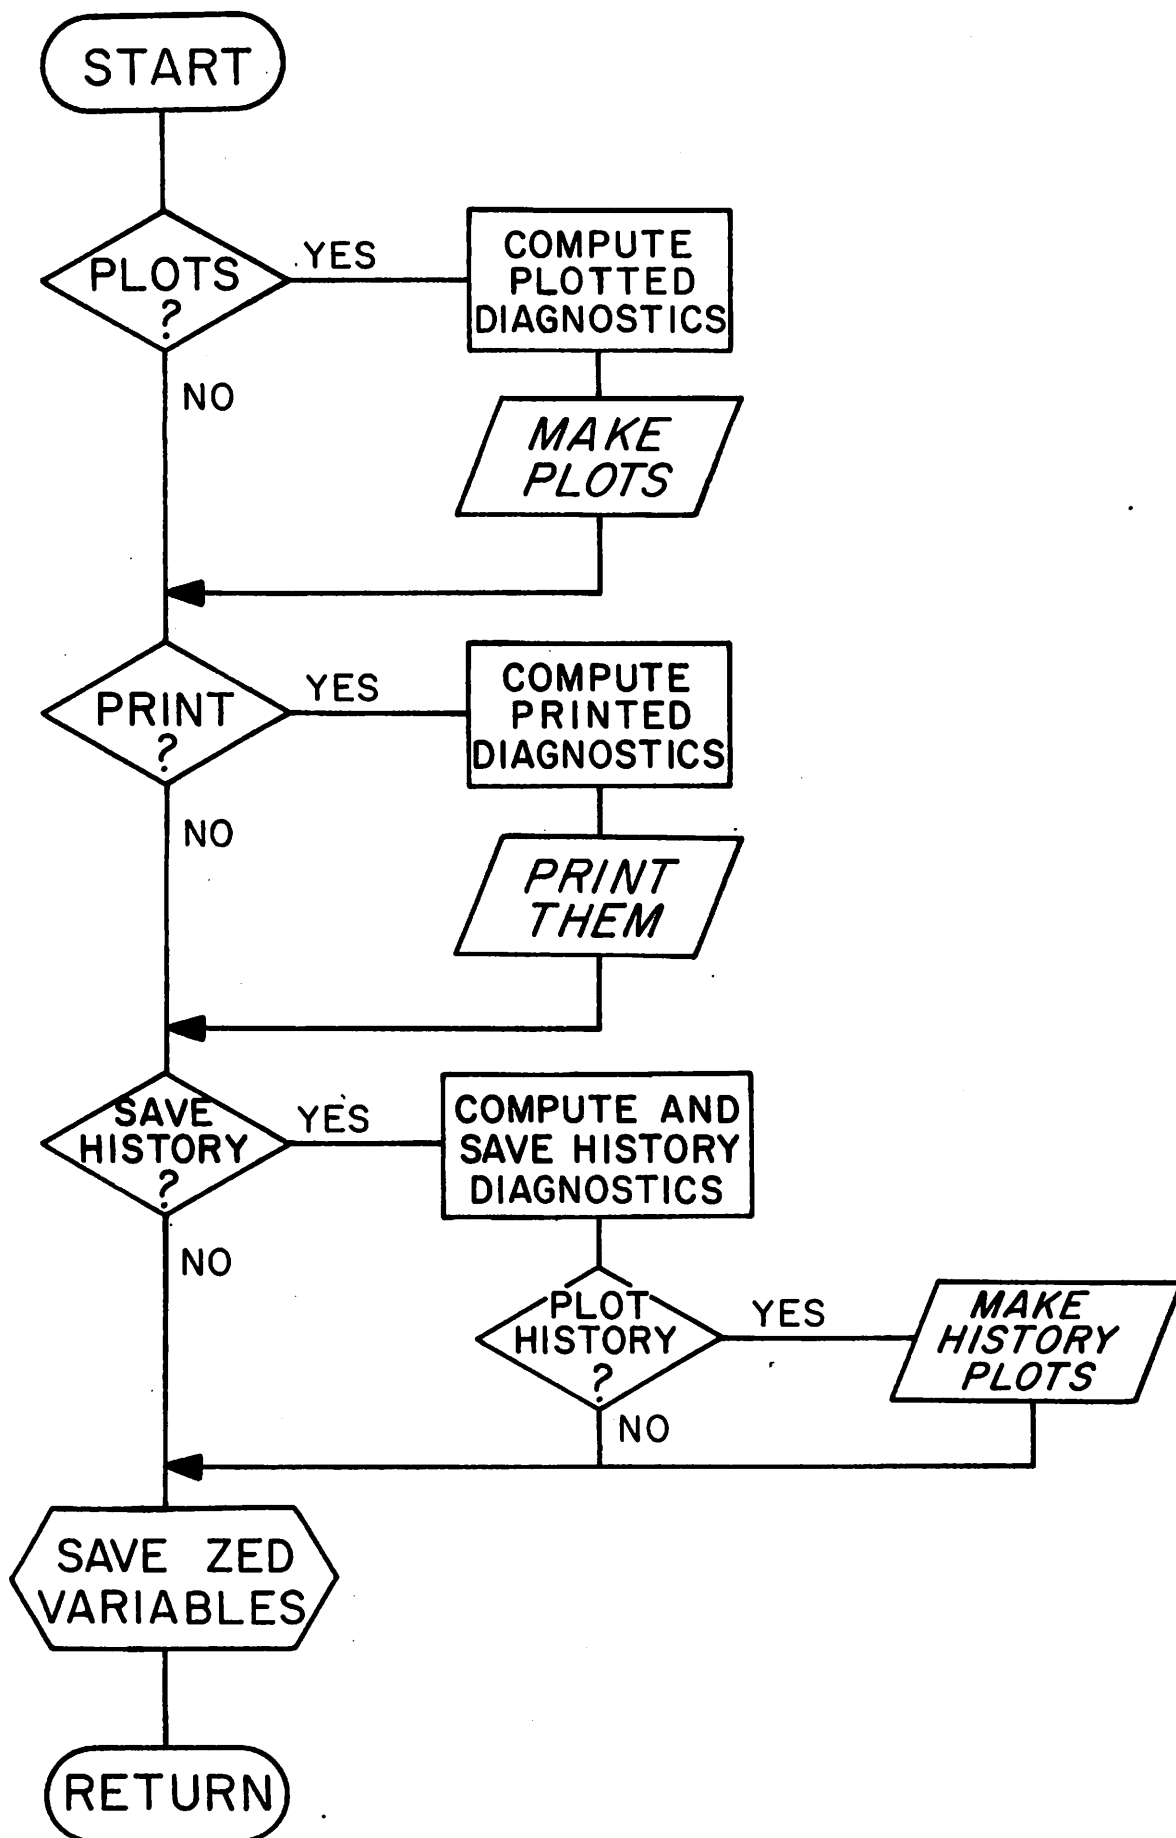 START
PLOTS
?
YES
COMPUTE
PLOTTED
DIAGNOSTICS
NO
MAKE
PLOTS
PRINT
?
YES
COMPUTE
PRINTED
DIAGNOSTICS
NO
PRINT
THEM
SAVE
HISTORY
?
YES
COMPUTE AND
SAVE HISTORY
DIAGNOSTICS
NO
PLOT
HISTORY
?
YES
MAKE
HISTORY
PLOTS
NO
SAVE ZED
VARIABLES
RETURN